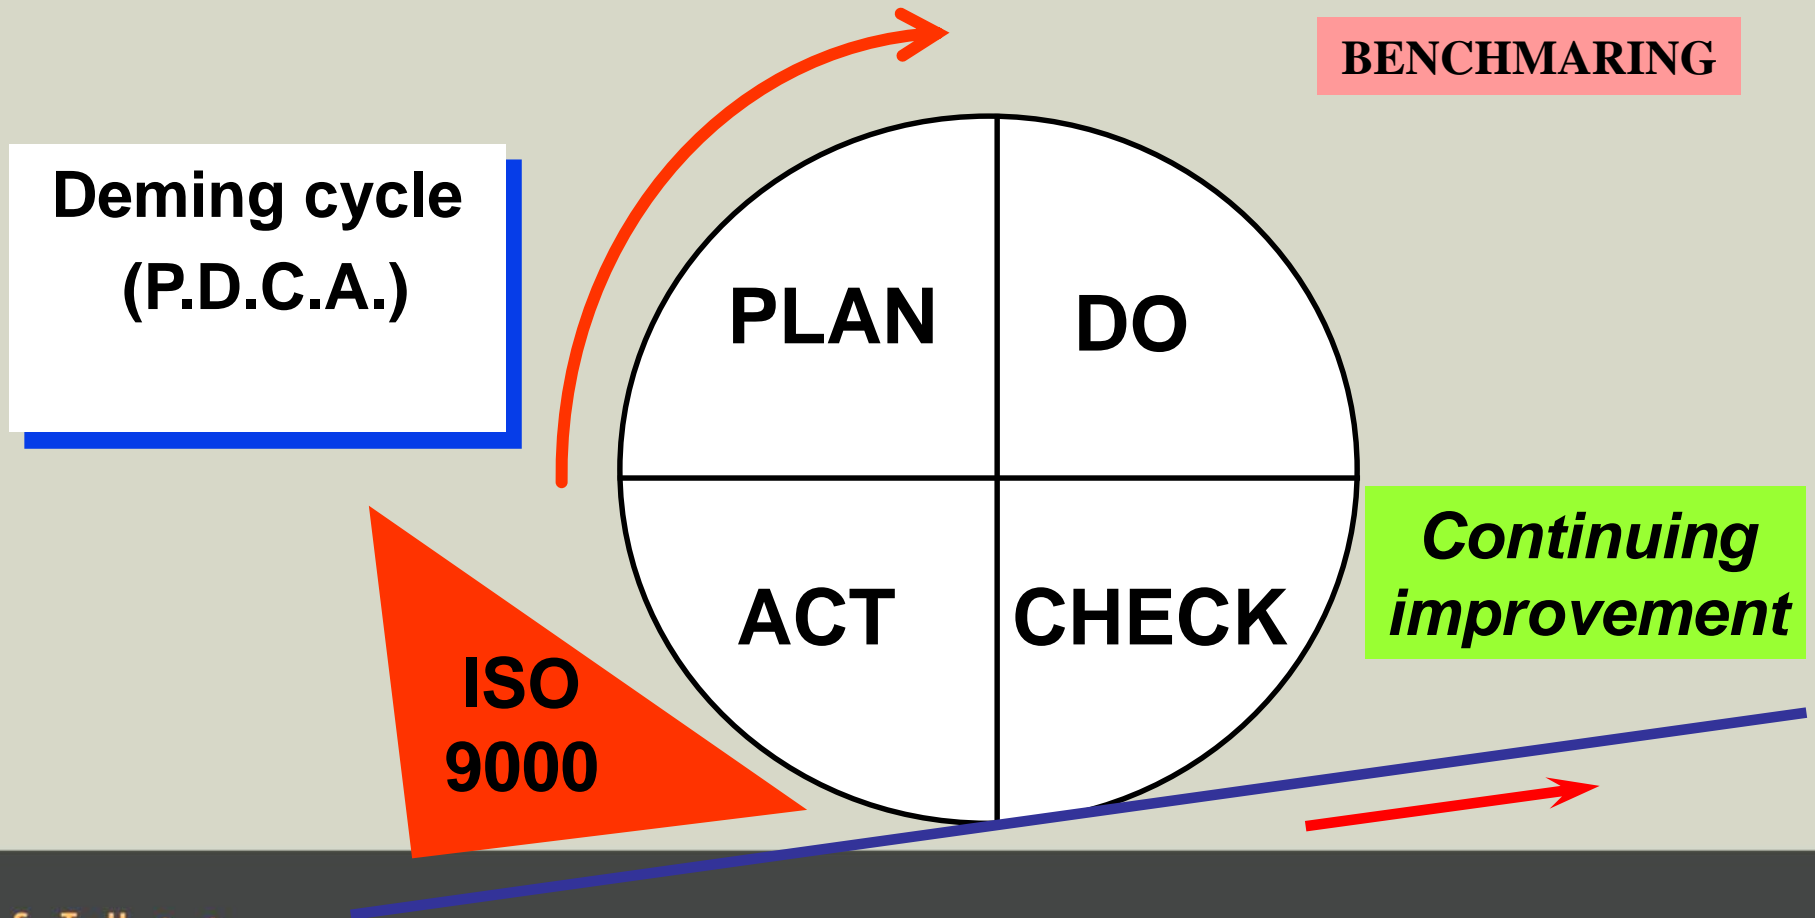 BENCHMARING
Deming cycle
(P.D.C.A.)
PLAN
DO
ACT
CHECK
Continuing
improvement
ISO
9000